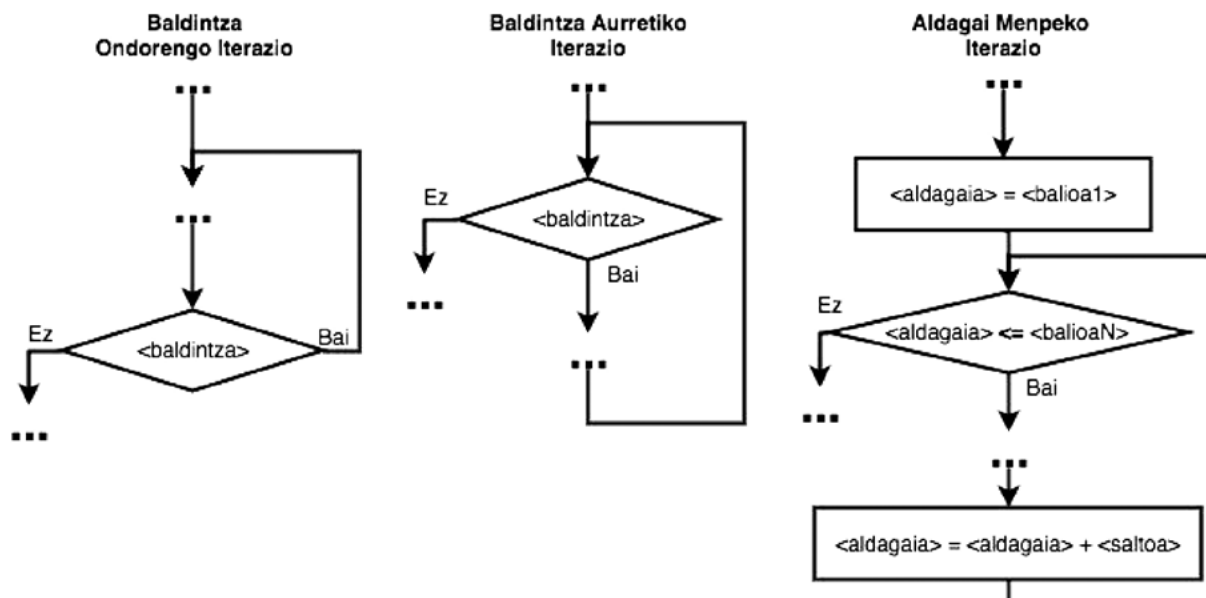 Baldintza
Ondorengo Iterazio
...
...
Ez
<baldintza>
Bai
...
Baldintza Aurretiko
Iterazio
...
Ez
<baldintza>
Bai
...
...
Aldagai Menpeko
Iterazio
...
<aldagaia> = <balioa1>
Ez
<aldagaia> <= <balioaN>
Bai
...
...
<aldagaia> = <aldagaia> + <saltoa>